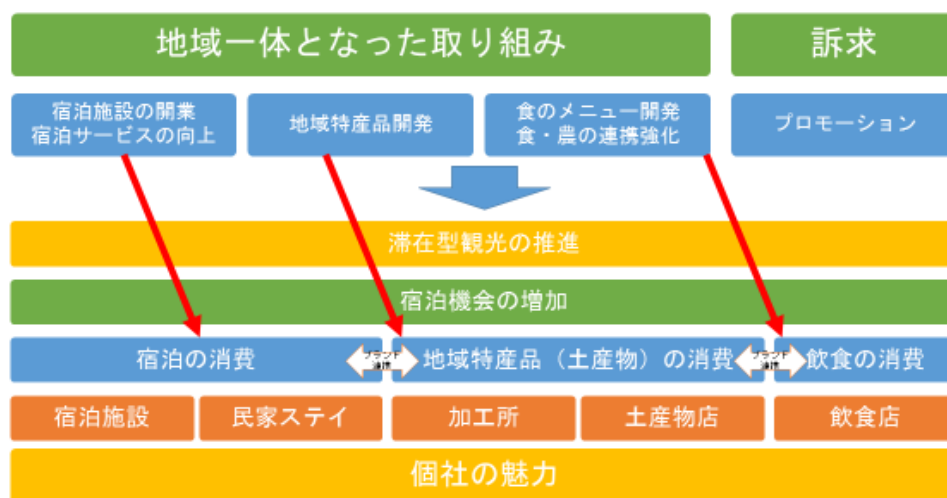 地域一体となった取り組み
訴求
宿泊施設の開業
宿泊サービスの向上
地域特産品開発
食のメニュー開発
食・農の連携強化
プロモーション
滞在型観光の推進
宿泊機会の増加
宿泊の消費
地域特産品（土産物）の消費
飲食の消費
宿泊施設
民家ステイ
加工所
土産物店
飲食店
個社の魅力